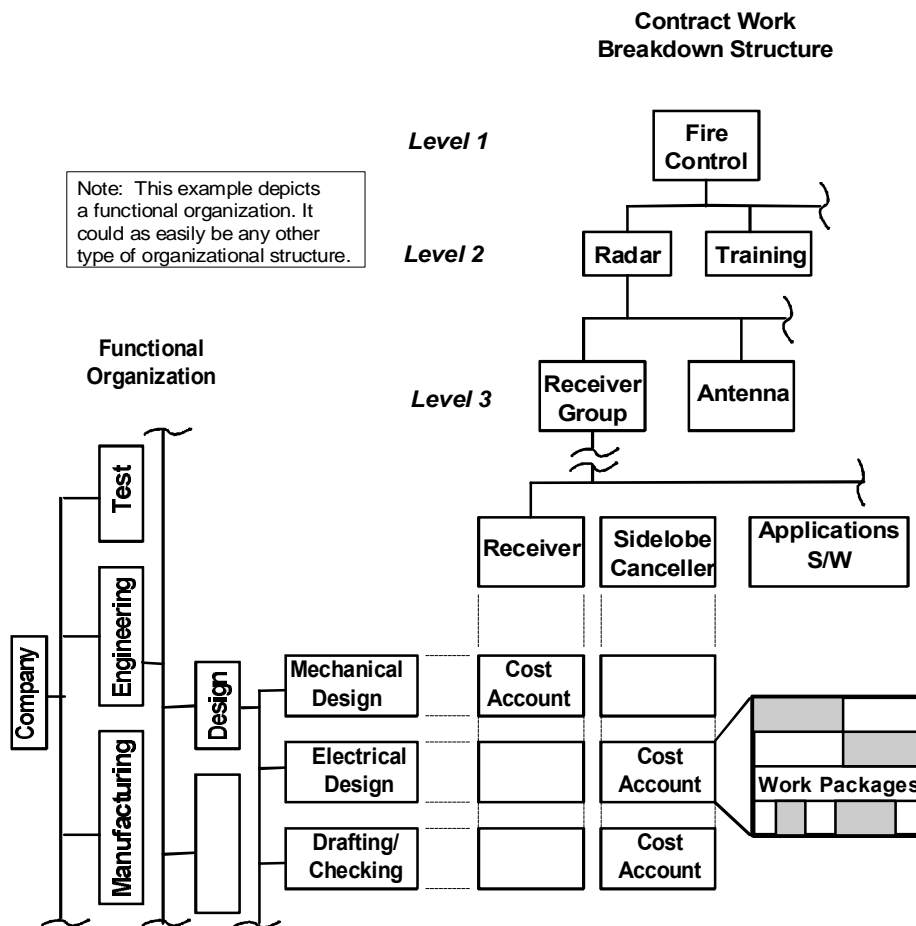 Contract Work
Breakdown Structure
Level 1
Fire
Control
Note: This example depicts
a functional organization. It
could as easily be any other
type of organizational structure.
Level 2
Radar
Training
Functional
Organization
Level 3
Receiver
Group
Antenna
Test
Receiver
Sidelobe
Canceller
Applications
S/W
Engineering
Company
Design
Mechanical
Design
Cost
Account
Manufacturing
Electrical
Design
Cost
Account
Work Packages
Drafting/
Checking
Cost
Account